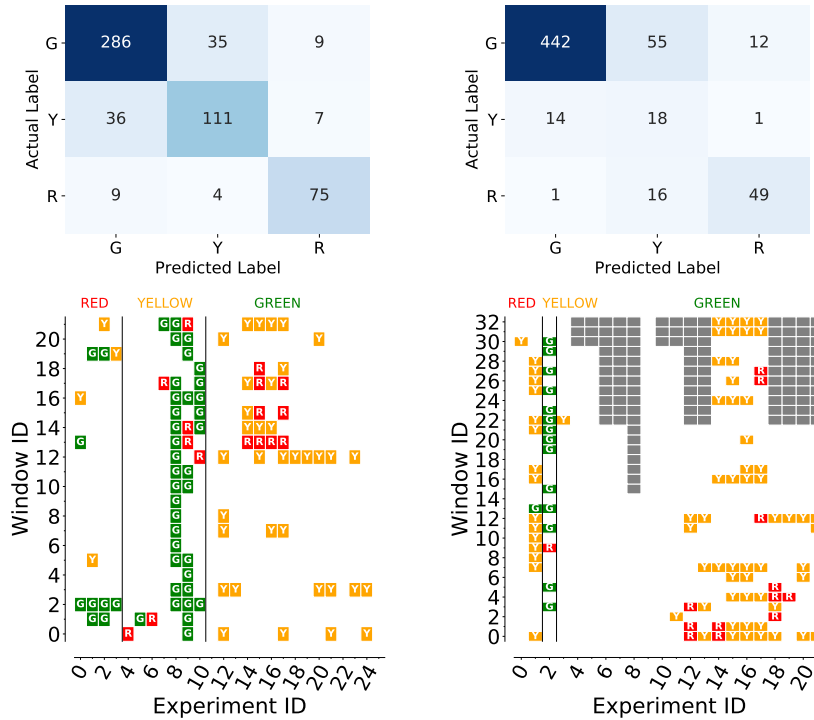 G
286
35
9
Y
36
111
7
R
9
4
75
G Y R
Actual Label
Predicted Label
G
442
55
12
Y
14
18
1
R
1
16
49
G Y R
Actual Label
Predicted Label
RED YELLOW GREEN
Y G G R Y Y Y Y
20 G G Y Y
G G Y G
18 G R Y
R G G Y R Y R
16 Y G G G
G G Y R R
14 G R G Y Y Y
G G R R R R R
12 G R Y Y Y Y Y Y Y Y
G G
10 G G
G
8 G Y
G Y Y Y
6 G
Y G G
4 G
G G Y Y Y Y Y Y
2 G G G G G G G
G G G R G
0 R G Y Y Y Y
Window ID
0 2 4 6 8 10 12 14 16 18 20 22 24
Experiment ID
RED YELLOW GREEN
32 Y Y Y Y
Y Y Y Y
30 Y G
G
28 Y Y Y
Y G R
26 Y Y R
Y G
24 Y Y Y
G
22 Y G Y
Y G
20 G Y
G
18
Y Y Y
16 Y Y Y Y Y
G
14
G G
12 Y G Y Y R Y Y Y Y
Y G Y Y
10 Y
Y R
8 Y
Y Y Y Y Y Y Y
6 Y Y Y
G R
4 Y Y Y R R
G R Y Y
2 Y R
R R Y Y Y
0 Y R Y R Y Y Y Y Y Y Y
Window ID
0 2 4 6 8 10 12 14 16 18 20
Experiment ID